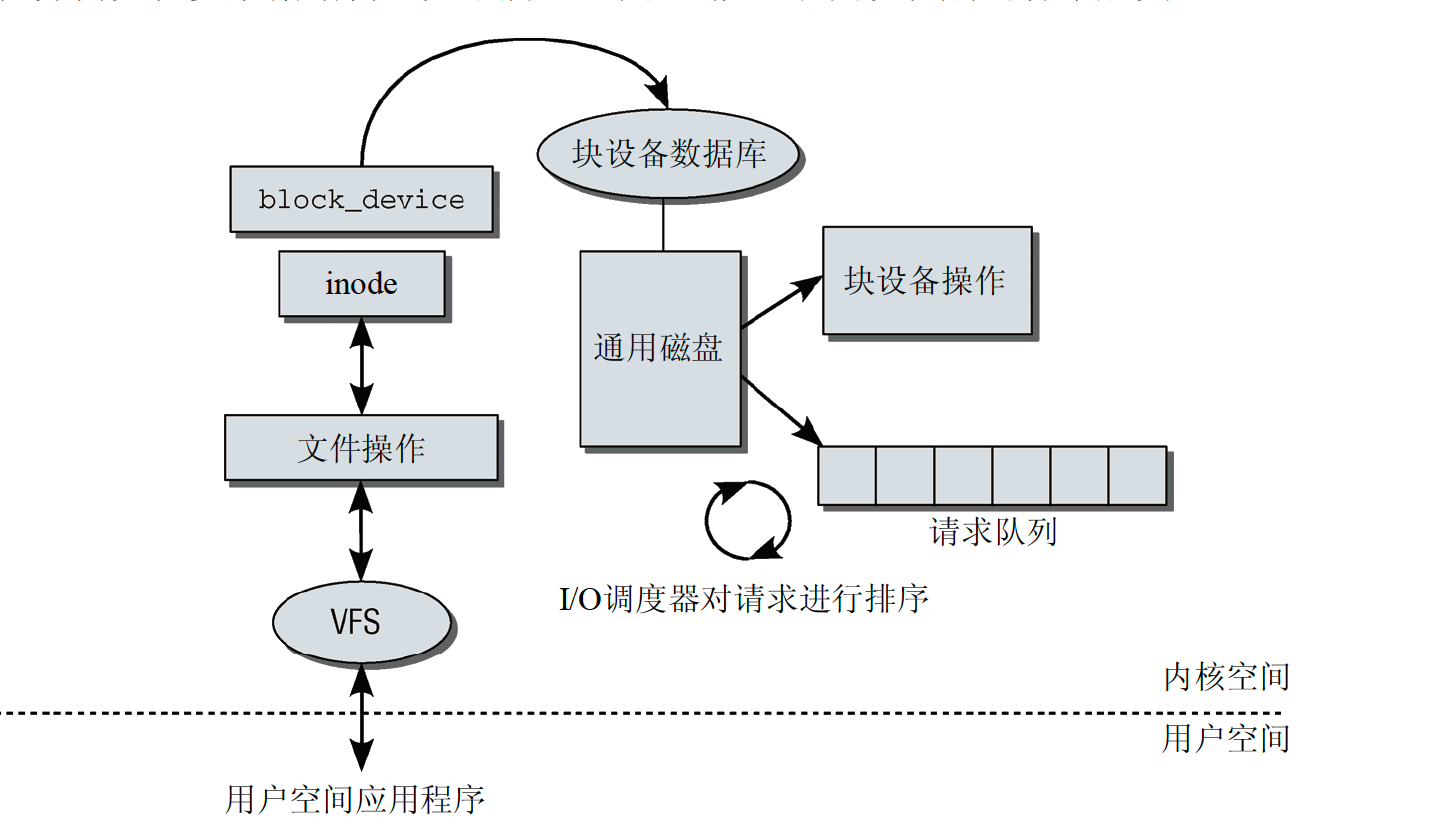 块设备数据库
block_device
inode
块设备操作
通用磁盘
文件操作
请求队列
I/O调度器对请求进行排序
VFS
内核空间
用户空间
用户空间应用程序